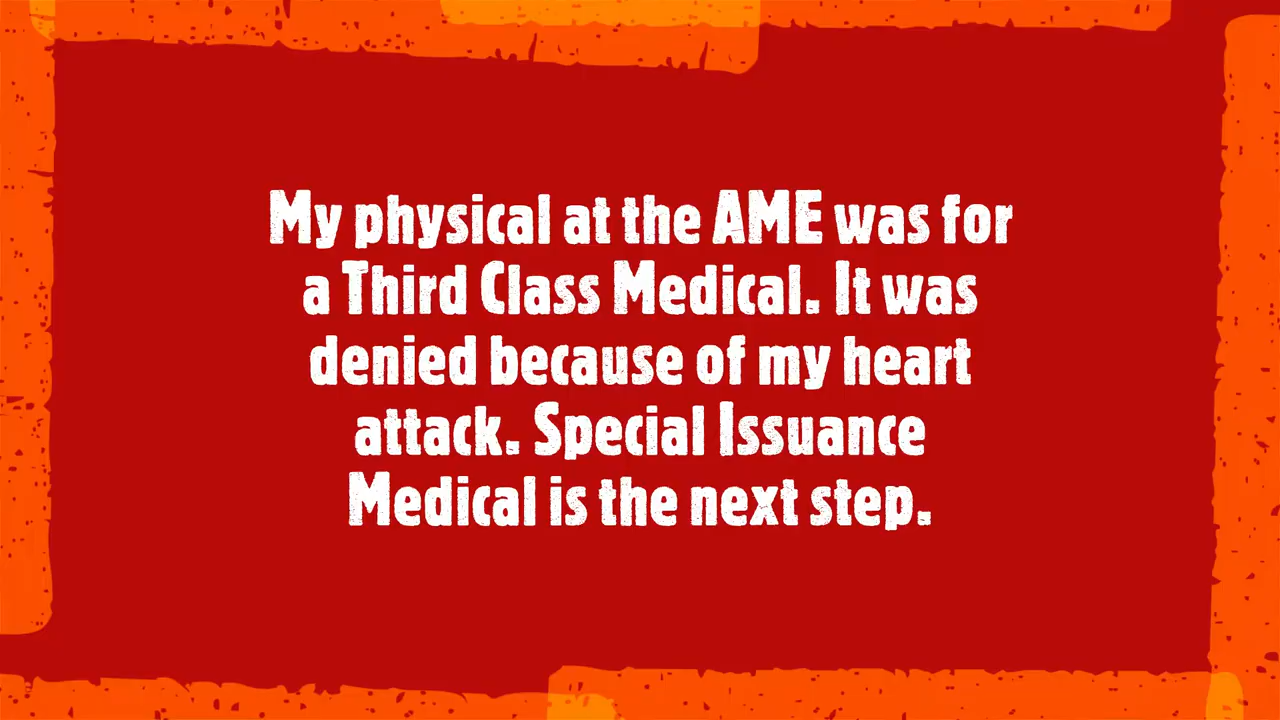 My physical at the AME was for
a Third Class Medical. It was
denied because of my heart
attack. Special Issuance
Medical is the next step.